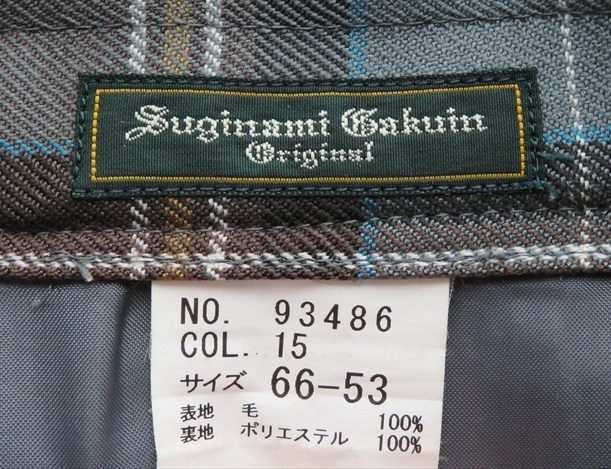 Suginami Gakuin
Original
NO. 93486
COL. 15
サイズ 66-53
表地 毛 100%
裏地 ポリエステル 100%